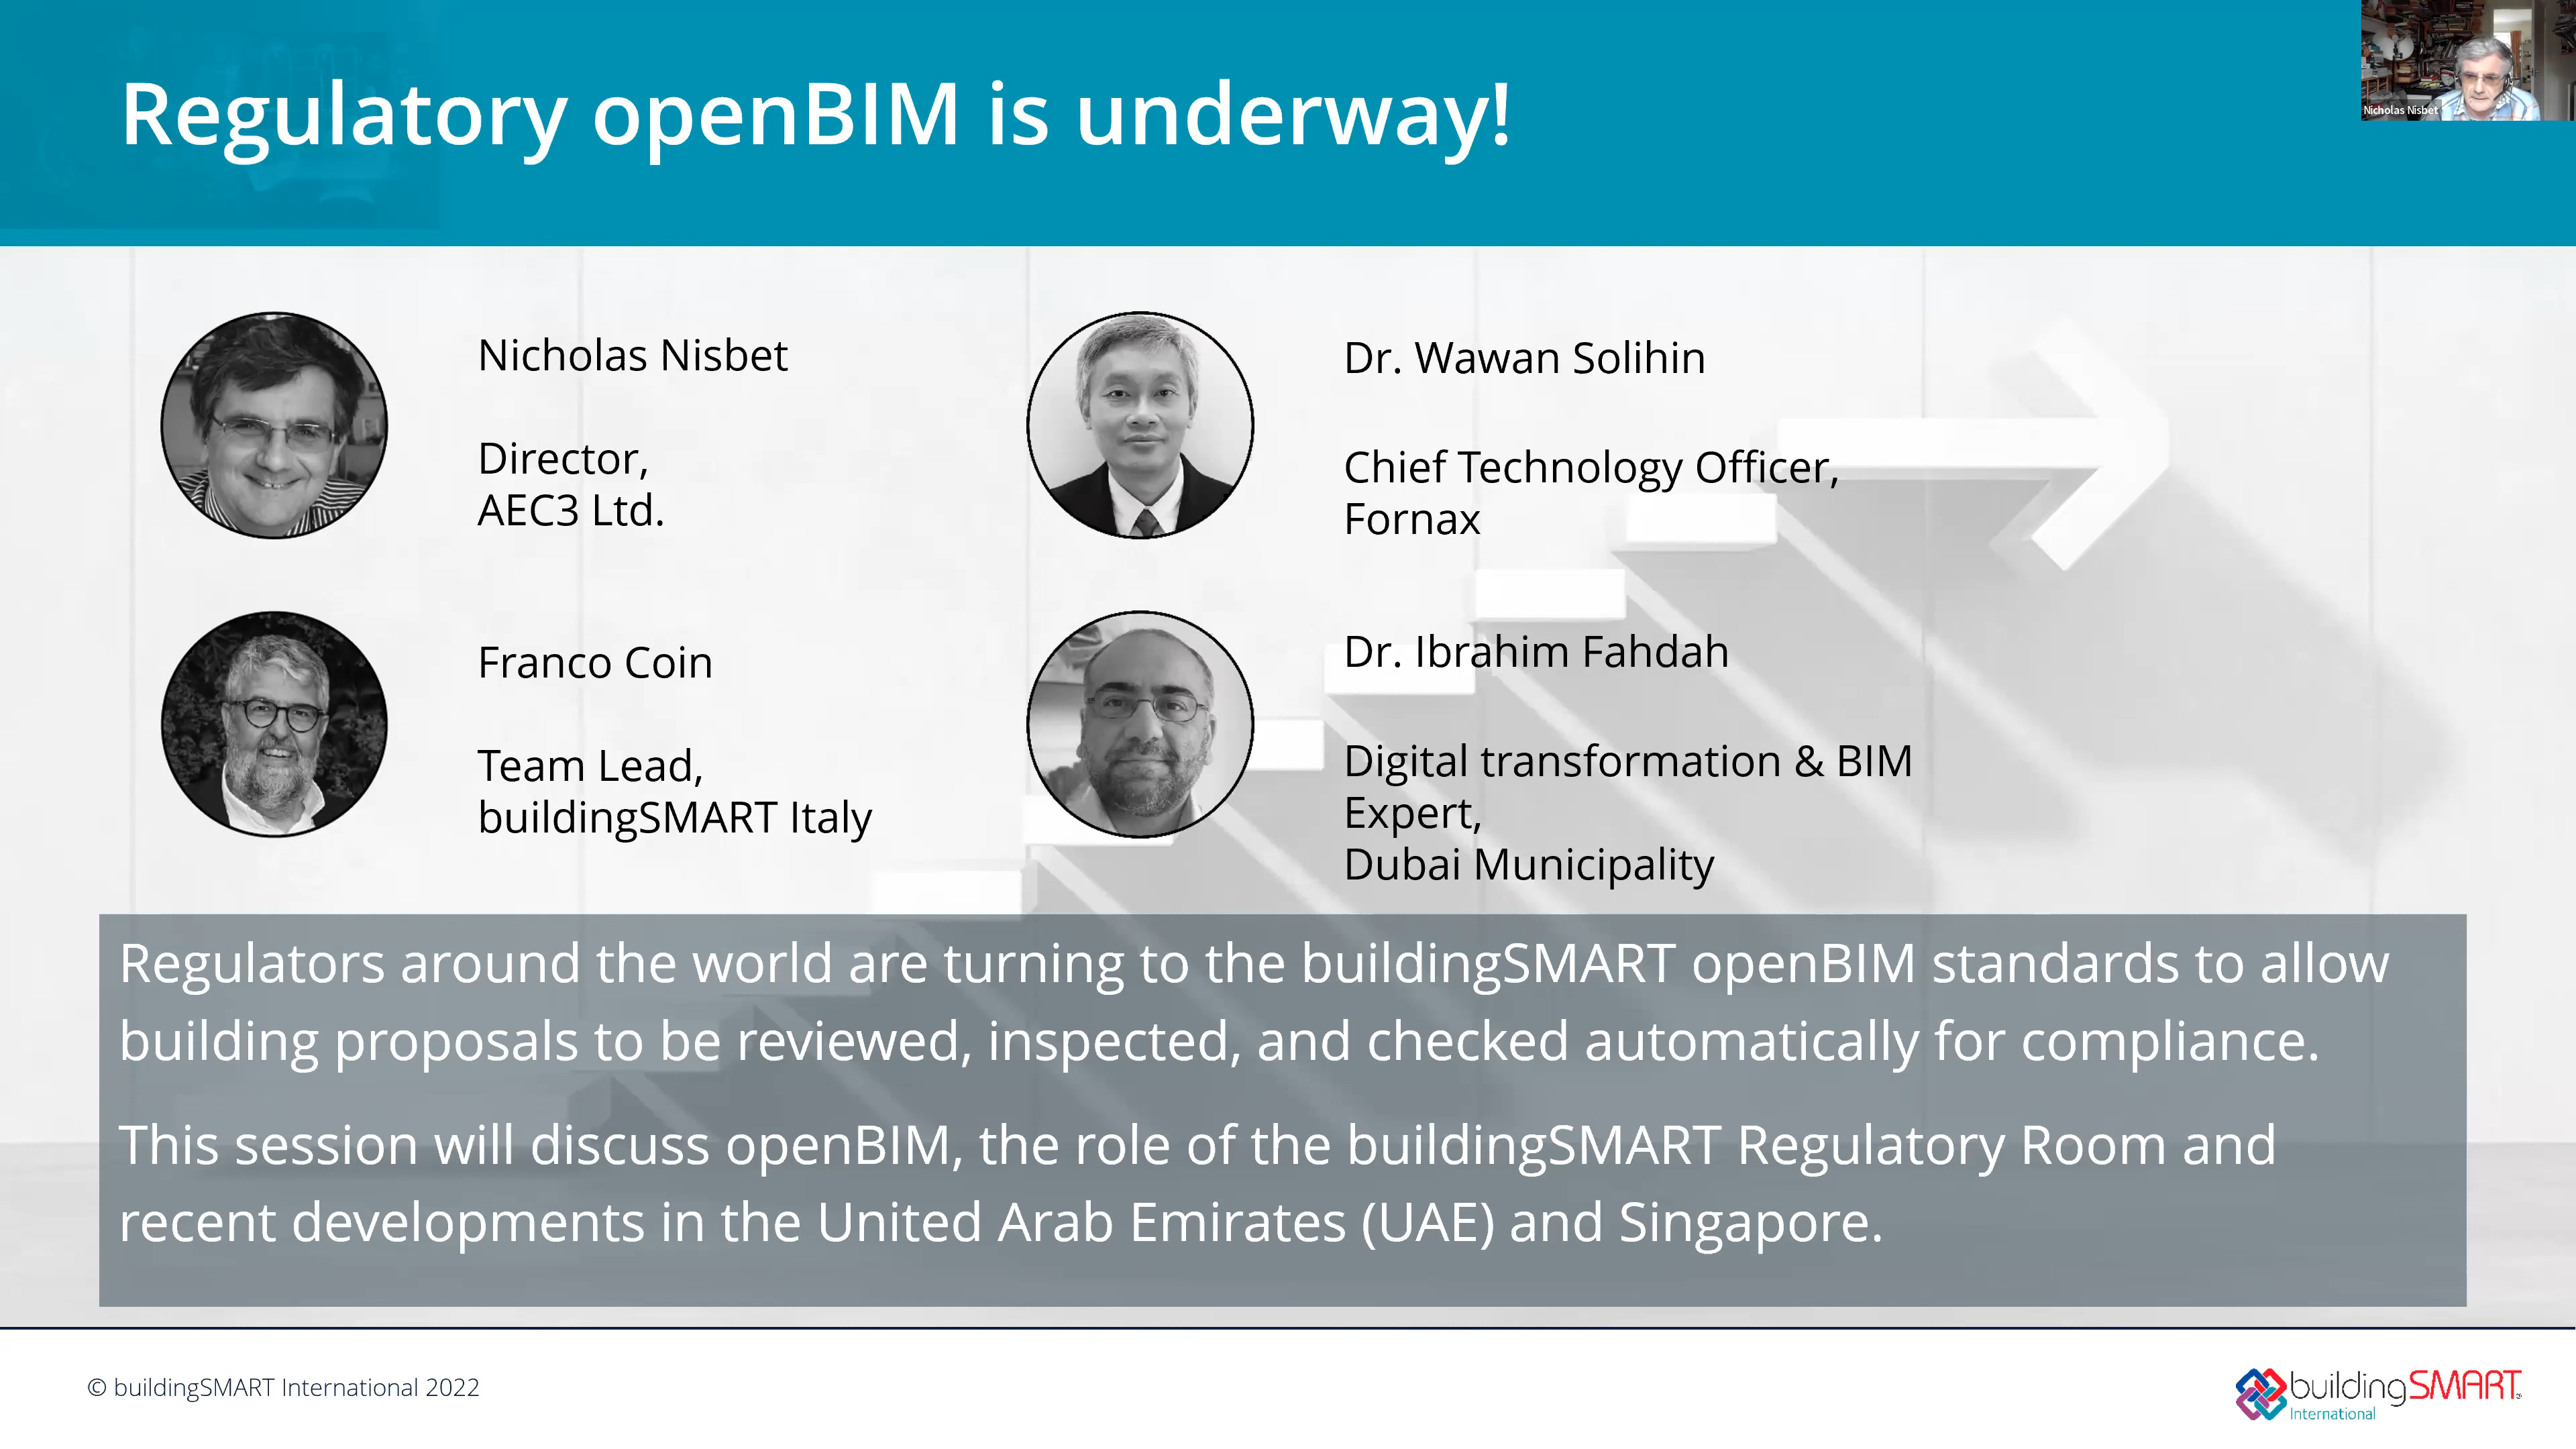 Regulatory openBIM is underway!
Nicholas Nisbet
Nicholas Nisbet
Director,
AEC3 Ltd.
Dr. Wawan Solihin
Chief Technology Officer,
Fornax
Franco Coin
Team Lead,
buildingSMART Italy
Dr. Ibrahim Fahdah
Digital transformation & BIM
Expert,
Dubai Municipality
Regulators around the world are turning to the buildingSMART openBIM standards to allow
building proposals to be reviewed, inspected, and checked automatically for compliance.
This session will discuss openBIM, the role of the buildingSMART Regulatory Room and
recent developments in the United Arab Emirates (UAE) and Singapore.
© buildingSMART International 2022
buildingSMART
International